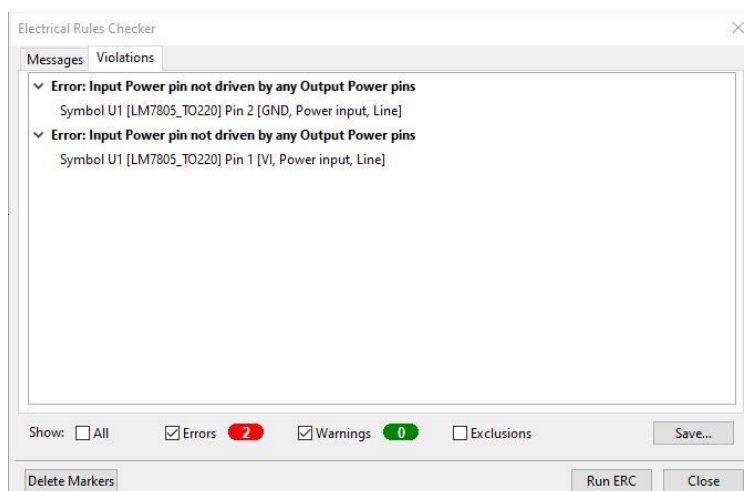 Electrical Rules Checker
Messages Violations
Error: Input Power pin not driven by any Output Power pins
Symbol U1 [LM7805_TO220] Pin 2 [GND, Power input, Line]
Error: Input Power pin not driven by any Output Power pins
Symbol U1 [LM7805_TO220] Pin 1 [VI, Power input, Line]
Show: All Errors 2 Warnings 0 Exclusions Save...
Delete Markers Run ERC Close